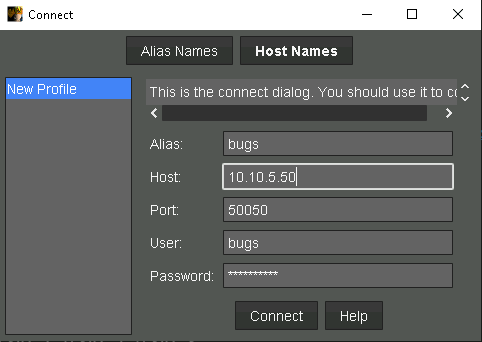 Connect
Alias Names Host Names
New Profile
This is the connect dialog. You should use it to co
Alias: bugs
Host: 10.10.5.50
Port: 50050
User: bugs
Password: *********
Connect Help